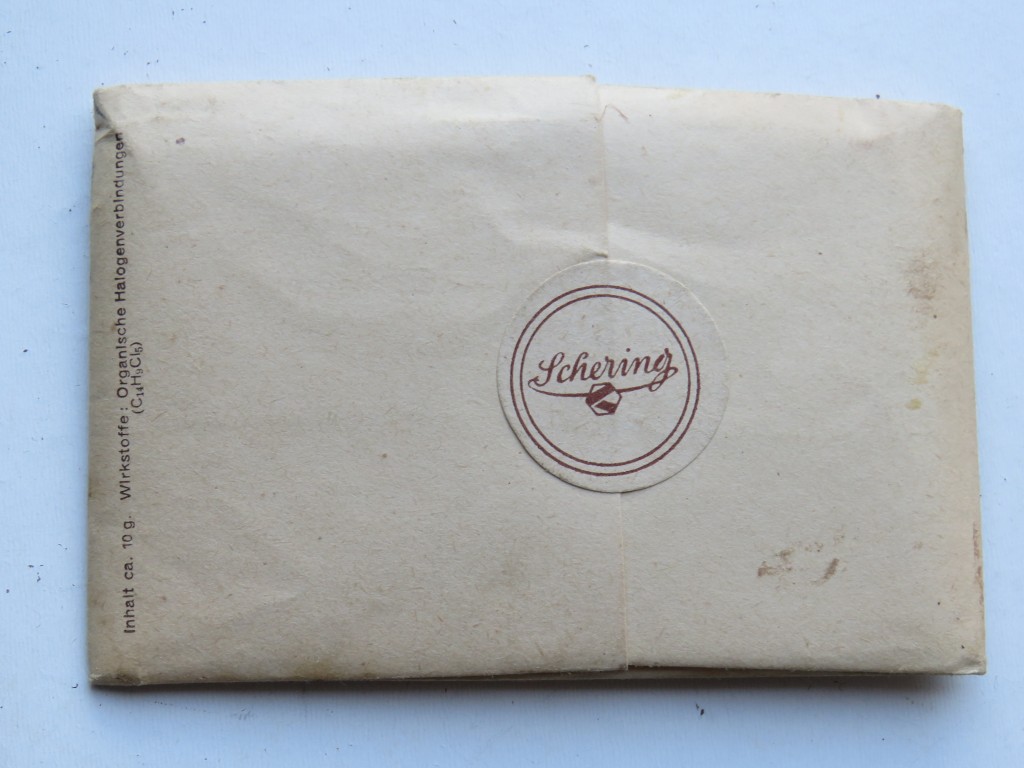 Inhalt ca. 10 g. Wirkstoffe: Organische Halogenverbindungen
(C₁₄H₉Cl₅)
Schering